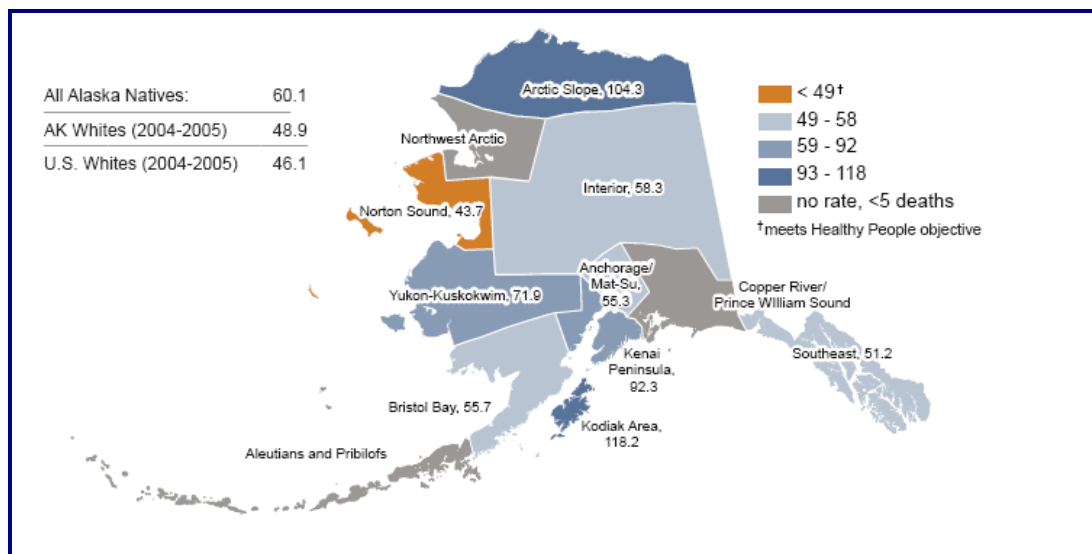 All Alaska Natives: 60.1
AK Whites (2004-2005) 48.9
U.S. Whites (2004-2005) 46.1
< 49†
49 - 58
59 - 92
93 - 118
no rate, <5 deaths
†meets Healthy People objective
Arctic Slope, 104.3
Northwest Arctic
Interior, 58.3
Norton Sound, 43.7
Anchorage/
Mat-Su,
55.3
Yukon-Kuskokwim, 71.9
Copper River/
Prince William Sound
Southeast, 51.2
Kenai
Peninsula,
92.3
Bristol Bay, 55.7
Kodiak Area,
118.2
Aleutians and Pribilofs